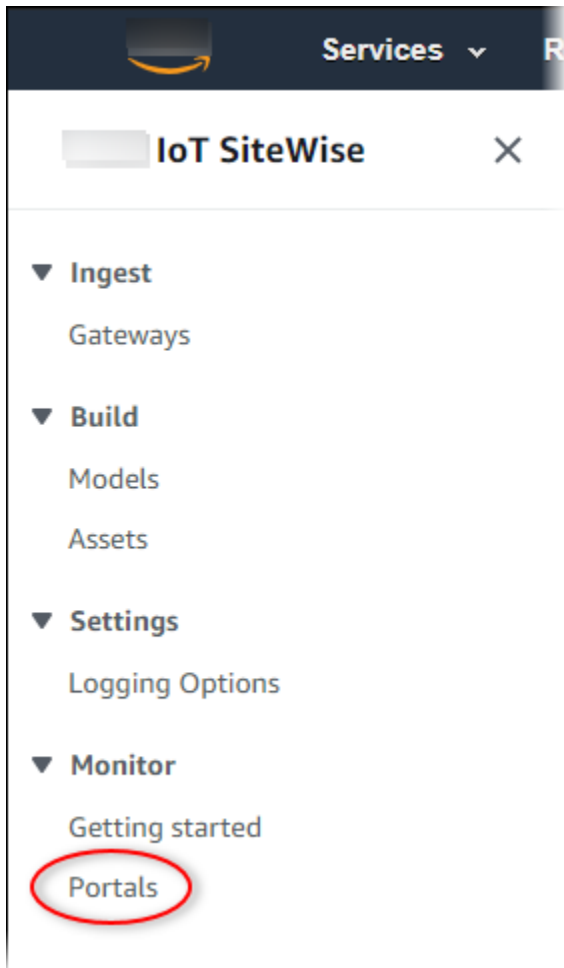 Services
IoT SiteWise
Ingest
Gateways
Build
Models
Assets
Settings
Logging Options
Monitor
Getting started
Portals